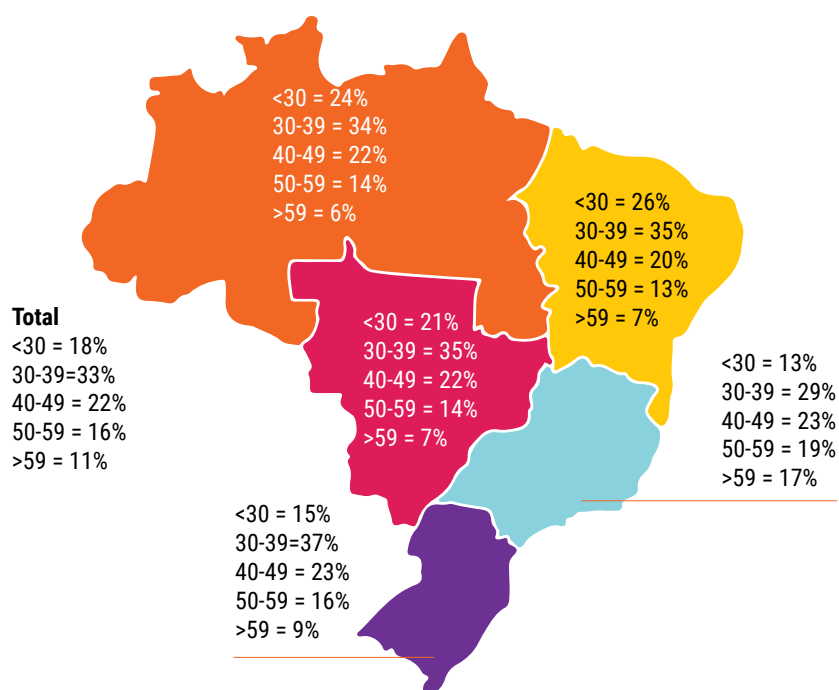 <30 = 24%
30-39 = 34%
40-49 = 22%
50-59 = 14%
>59 = 6%
<30 = 26%
30-39 = 35%
40-49 = 20%
50-59 = 13%
>59 = 7%
Total
<30 = 18%
30-39=33%
40-49 = 22%
50-59 = 16%
>59 = 11%
<30 = 21%
30-39 = 35%
40-49 = 22%
50-59 = 14%
>59 = 7%
<30 = 13%
30-39 = 29%
40-49 = 23%
50-59 = 19%
>59 = 17%
<30 = 15%
30-39=37%
40-49 = 23%
50-59 = 16%
>59 = 9%